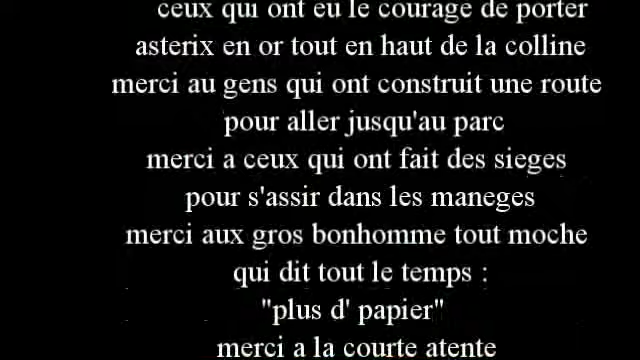 ceux qui ont eu le courage de porter
asterix en or tout en haut de la colline
merci au gens qui ont construit une route
pour aller jusqu'au parc
merci a ceux qui ont fait des sieges
pour s'assir dans les maneges
merci aux gros bonhomme tout moche
qui dit tout le temps :
"plus d' papier"
merci a la courte atente